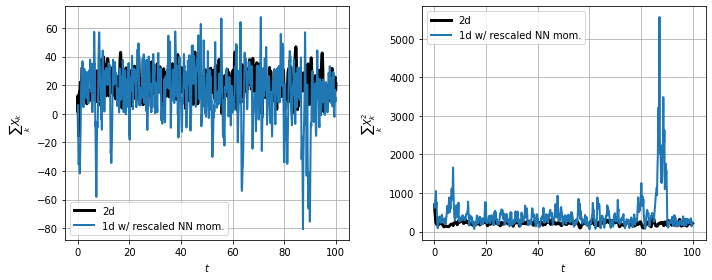 60
40
20
0
−20
−40
−60
−80
0 20 40 60 80 100
t
∑ₖ Xₖ
2d
1d w/ rescaled NN mom.
5000
4000
3000
2000
1000
0
0 20 40 60 80 100
t
∑ₖ Xₖ²
2d
1d w/ rescaled NN mom.